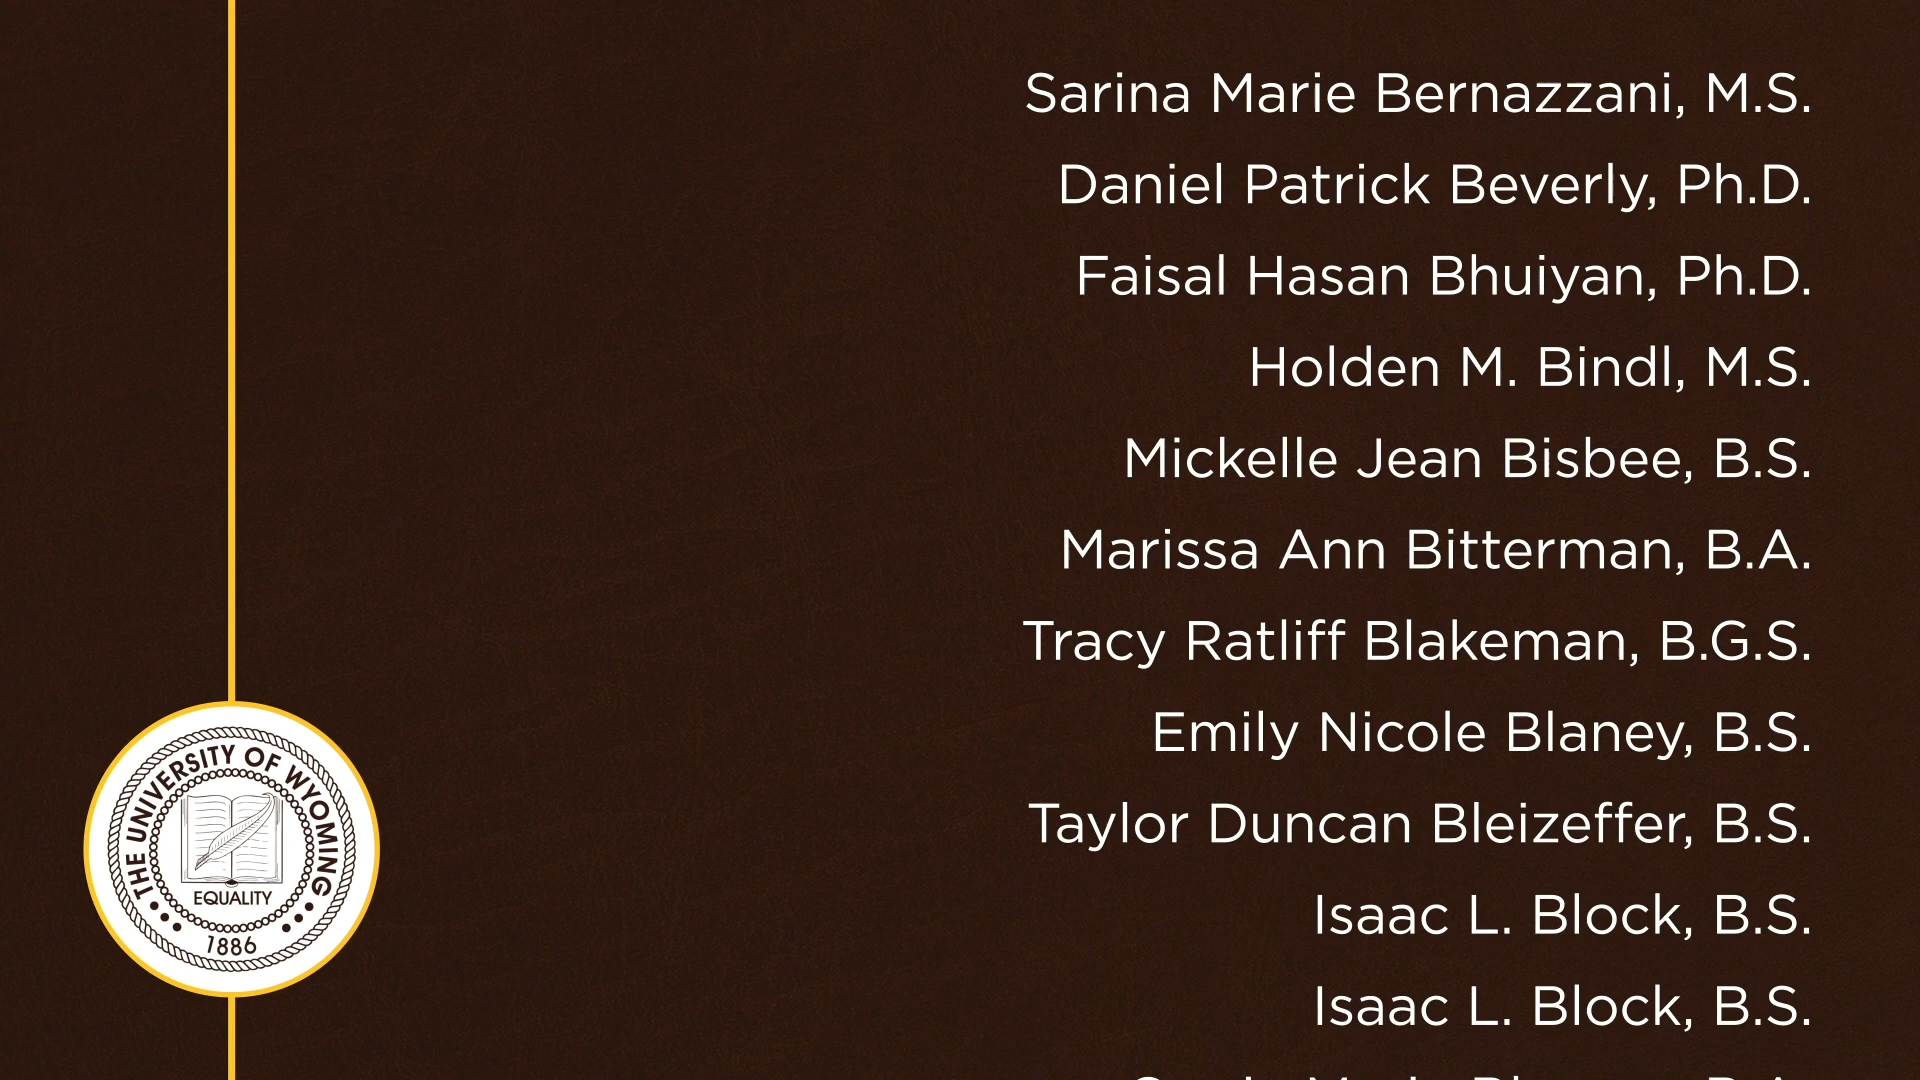 Sarina Marie Bernazzani, M.S.
Daniel Patrick Beverly, Ph.D.
Faisal Hasan Bhuiyan, Ph.D.
Holden M. Bindl, M.S.
Mickelle Jean Bisbee, B.S.
Marissa Ann Bitterman, B.A.
Tracy Ratliff Blakeman, B.G.S.
Emily Nicole Blaney, B.S.
Taylor Duncan Bleizeffer, B.S.
Isaac L. Block, B.S.
Isaac L. Block, B.S.
THE UNIVERSITY OF WYOMING
EQUALITY
1886